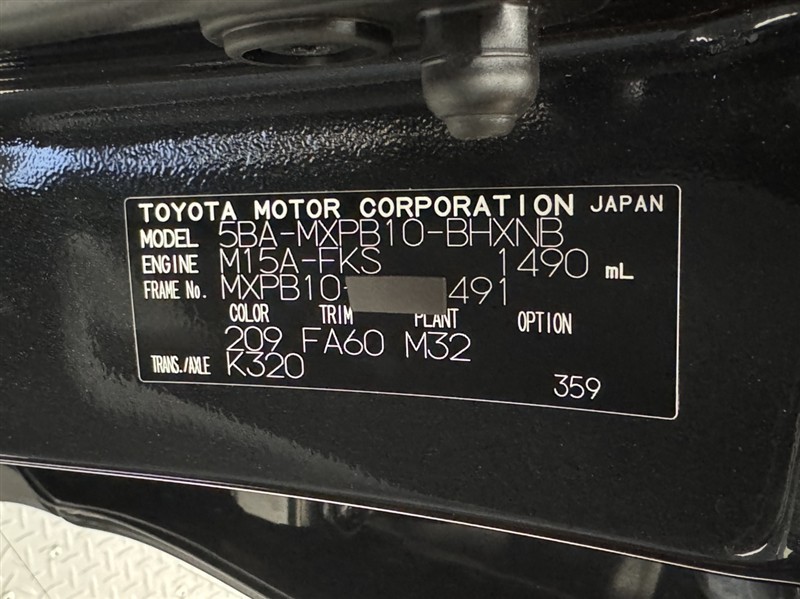 TOYOTA MOTOR CORPORATION JAPAN
MODEL 5BA-MXPB10-BHXNB
ENGINE M15A-FKS 1490 mL
FRAME No. MXPB10- 491
COLOR TRIM PLANT OPTION
209 FA60 M32
TRANS./AXLE K320
359